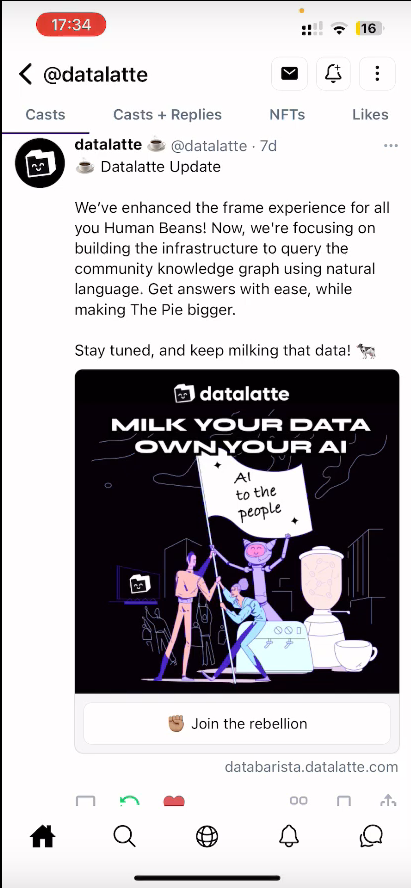 17:34
16
@datalatte
Casts Casts + Replies NFTs Likes
datalatte ☕ @datalatte · 7d
☕ Datalatte Update
We’ve enhanced the frame experience for all
you Human Beans! Now, we're focusing on
building the infrastructure to query the
community knowledge graph using natural
language. Get answers with ease, while
making The Pie bigger.
Stay tuned, and keep milking that data! 🐄
datalatte
MILK YOUR DATA
OWN YOUR AI
AI
to the
people
✊🏽 Join the rebellion
databarista.datalatte.com